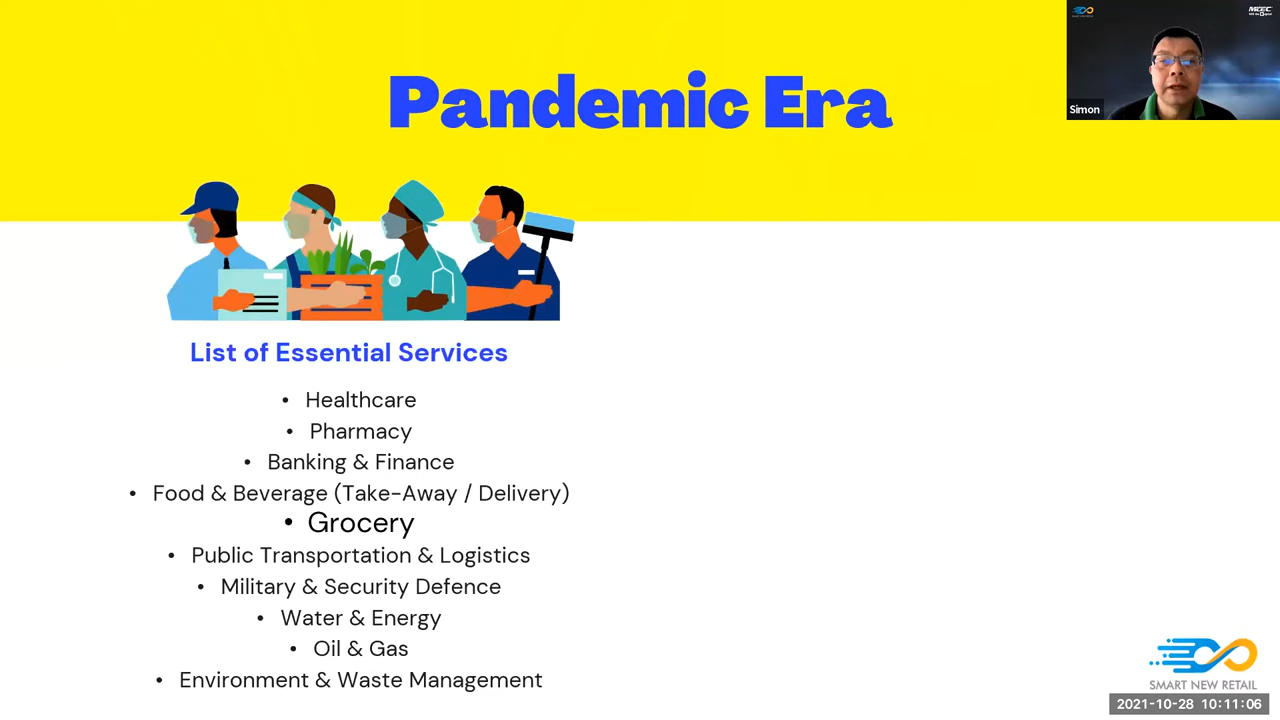 Pandemic Era
Simon
List of Essential Services
• Healthcare
• Pharmacy
• Banking & Finance
• Food & Beverage (Take-Away / Delivery)
• Grocery
• Public Transportation & Logistics
• Military & Security Defence
• Water & Energy
• Oil & Gas
• Environment & Waste Management
SMART NEW RETAIL
2021-10-28 10:11:06